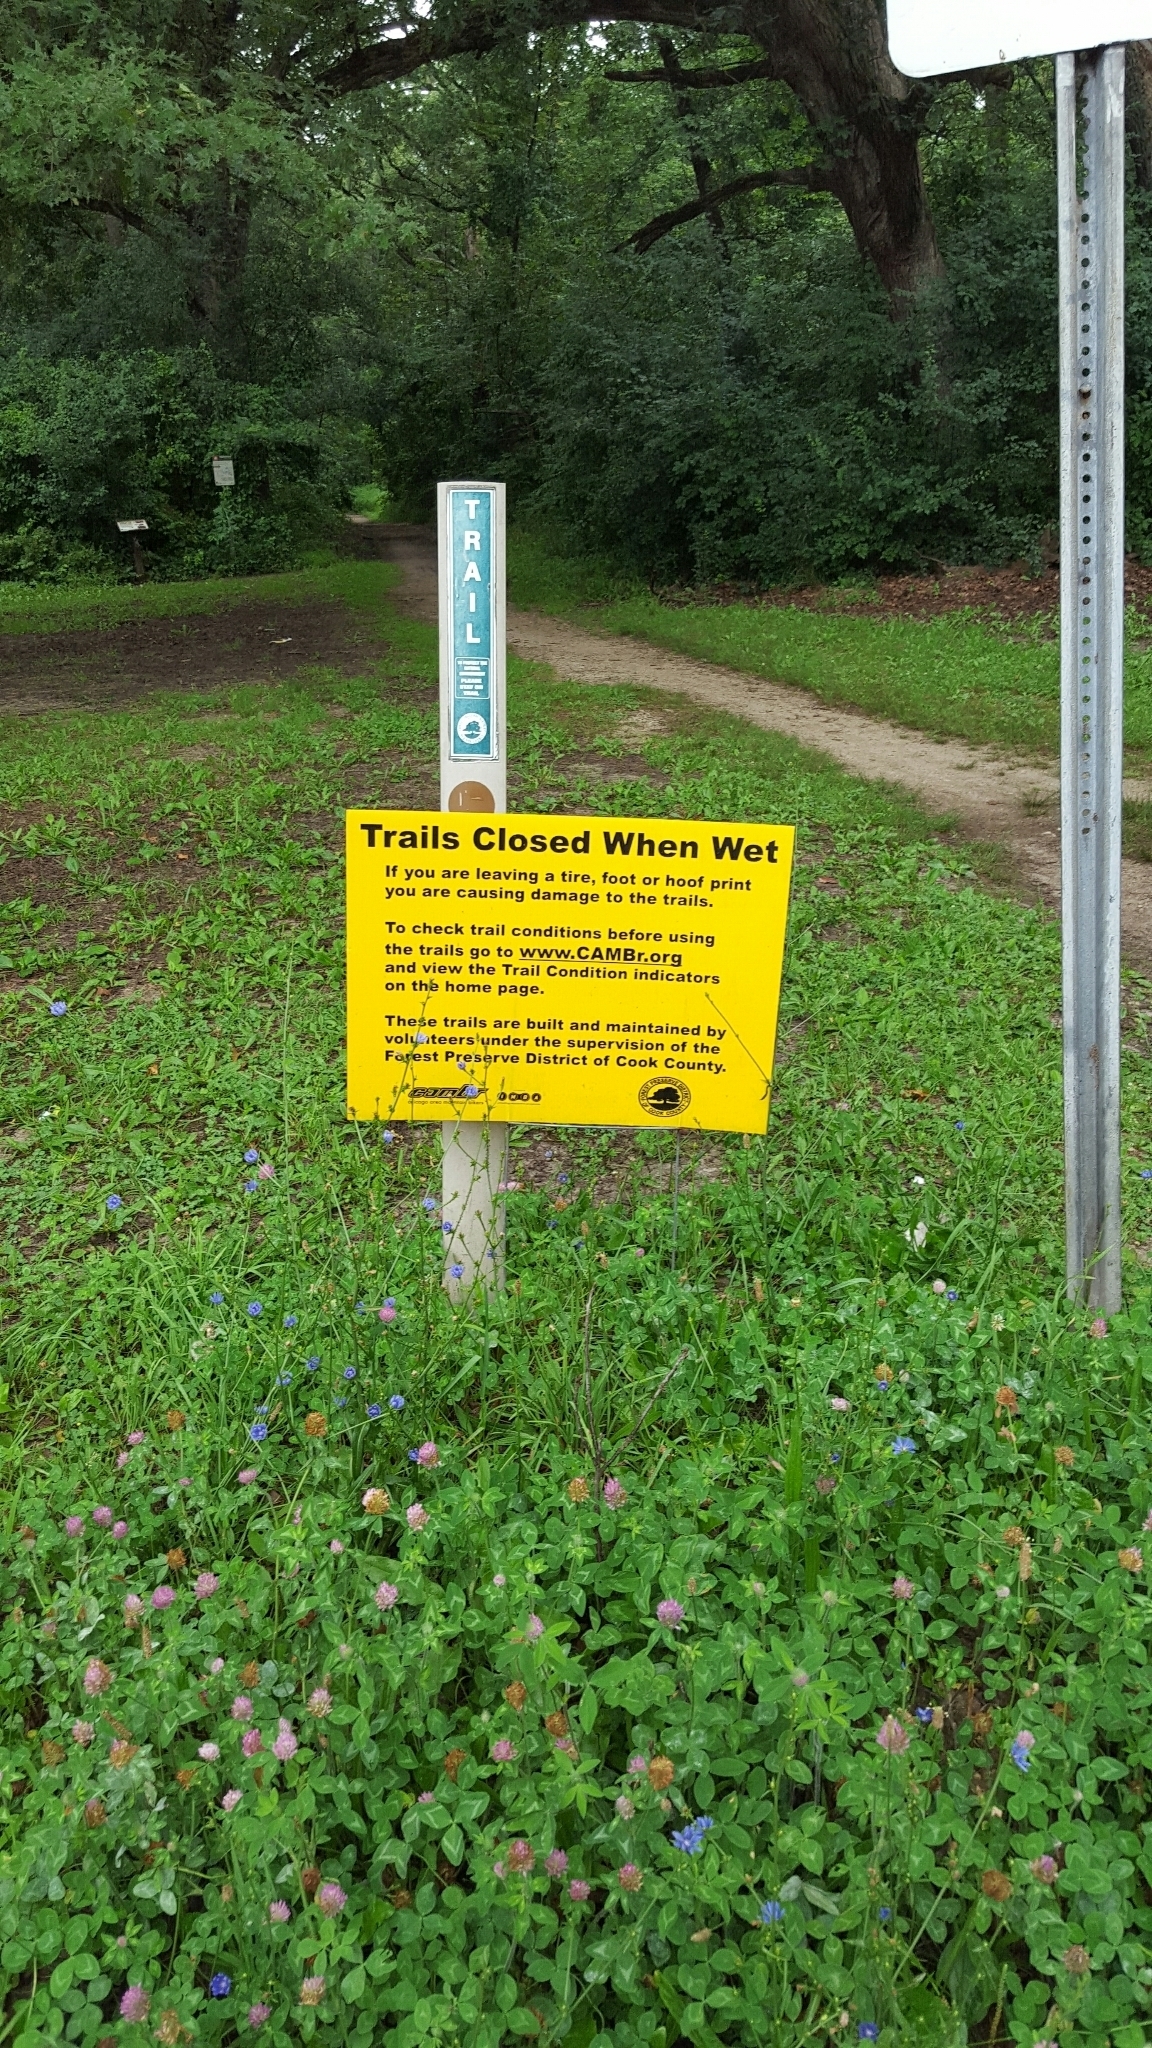 TRAIL
Trails Closed When Wet
If you are leaving a tire, foot or hoof print
you are causing damage to the trails.
To check trail conditions before using
the trails go to www.CAMBr.org
and view the Trail Condition indicators
on the home page.
These trails are built and maintained by
volunteers under the supervision of the
Forest Preserve District of Cook County.